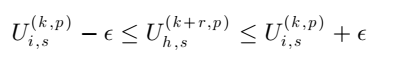 $U_{i,s}^{(k,p)} - \epsilon \leq U_{h,s}^{(k+r,p)} \leq U_{i,s}^{(k,p)} + \epsilon$